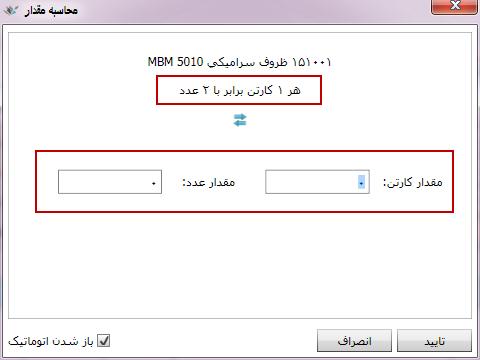 محاسبه مقدار
۱۵۱۰۰۱ ظروف سرامیکی MBM 5010
هر ۱ کارتن برابر با ۲ عدد
مقدار کارتن: ۰ مقدار عدد: ۰
تایید انصراف باز شدن اتوماتیک